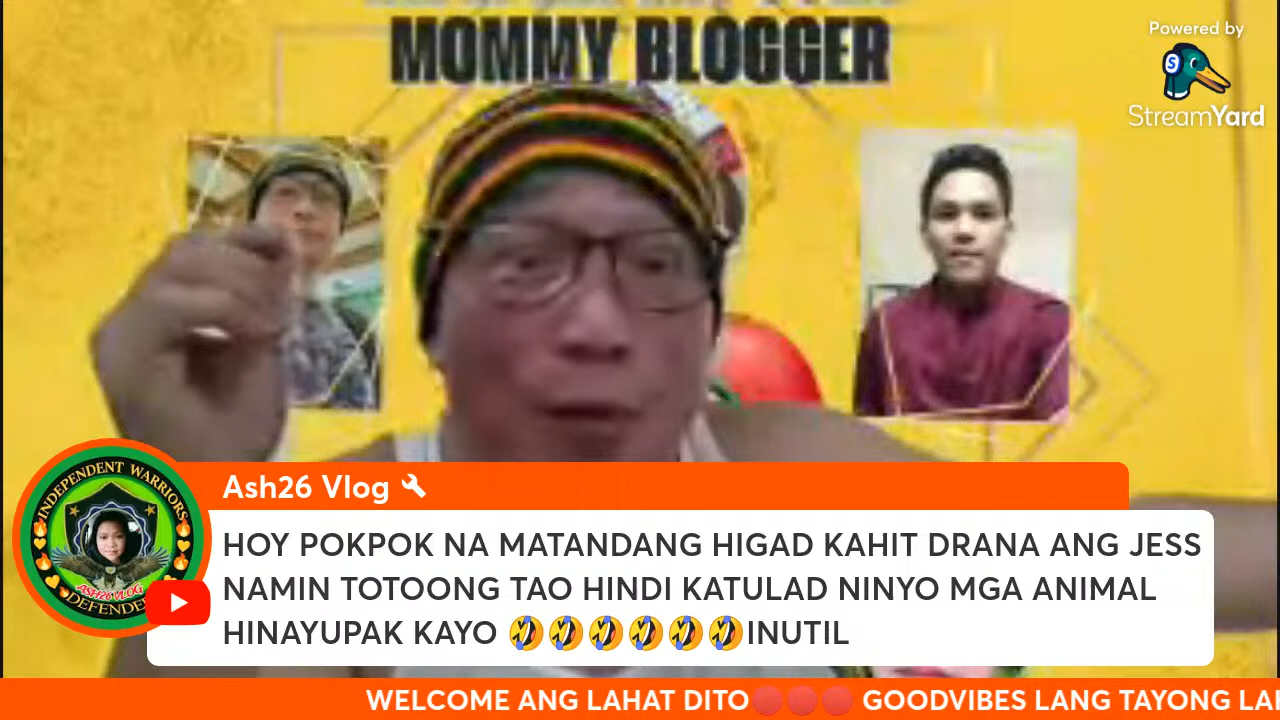 MOMMY BLOGGER
Powered by
StreamYard
INDEPENDENT WARRIORS
ASH26 VLOG
Ash26 Vlog
HOY POKPOK NA MATANDANG HIGAD KAHIT DRANA ANG JESS
NAMIN TOTOONG TAO HINDI KATULAD NINYO MGA ANIMAL
HINAYUPAK KAYO 🤣🤣🤣🤣🤣🤣INUTIL
WELCOME ANG LAHAT DITO🔴🔴🔴 GOODVIBES LANG TAYONG